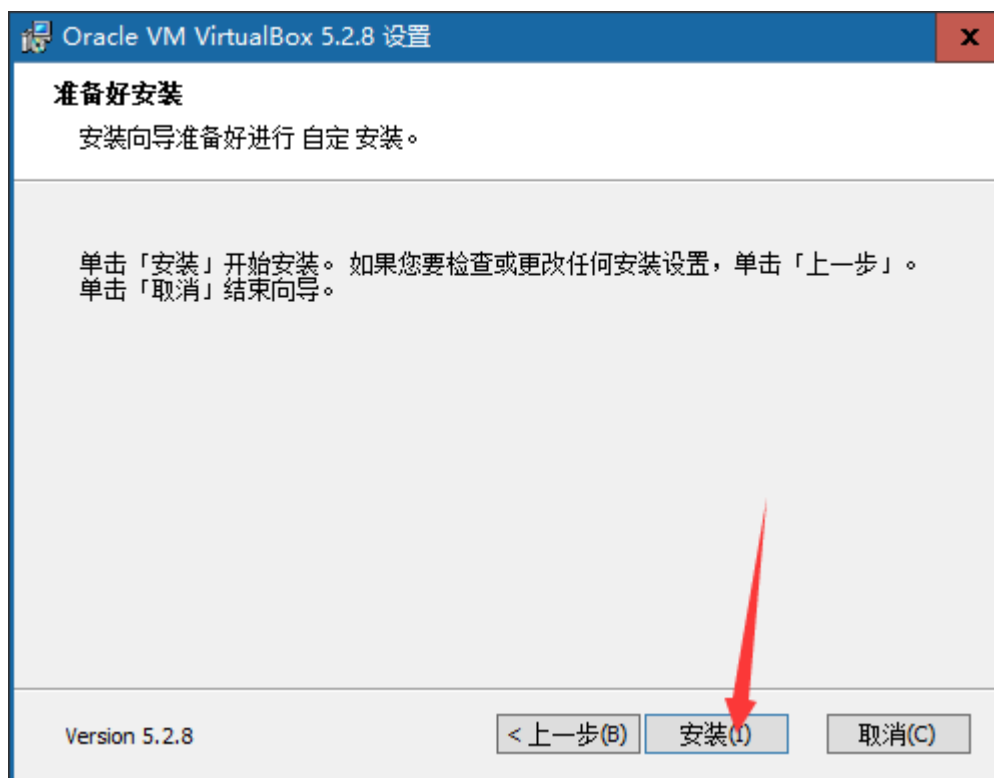 Oracle VM VirtualBox 5.2.8 设置
准备好安装
安装向导准备好进行 自定 安装。
单击「安装」开始安装。 如果您要检查或更改任何安装设置，单击「上一步」。
单击「取消」结束向导。
Version 5.2.8
< 上一步(B)
安装(I)
取消(C)